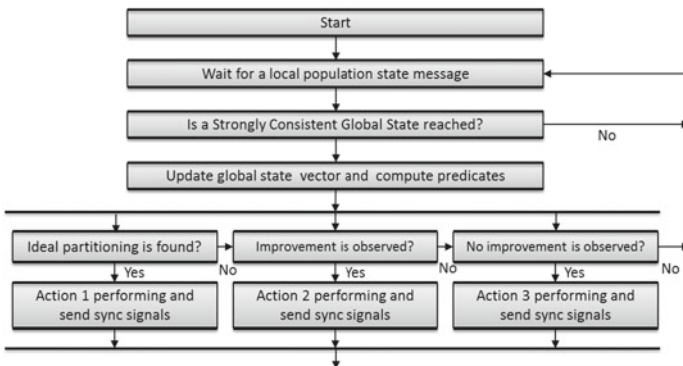 Start
Wait for a local population state message
Is a Strongly Consistent Global State reached?
No
Update global state vector and compute predicates
Ideal partitioning is found?
No
Improvement is observed?
No
No improvement is observed?
No
Yes
Yes
Yes
Action 1 performing and
send sync signals
Action 2 performing and
send sync signals
Action 3 performing and
send sync signals